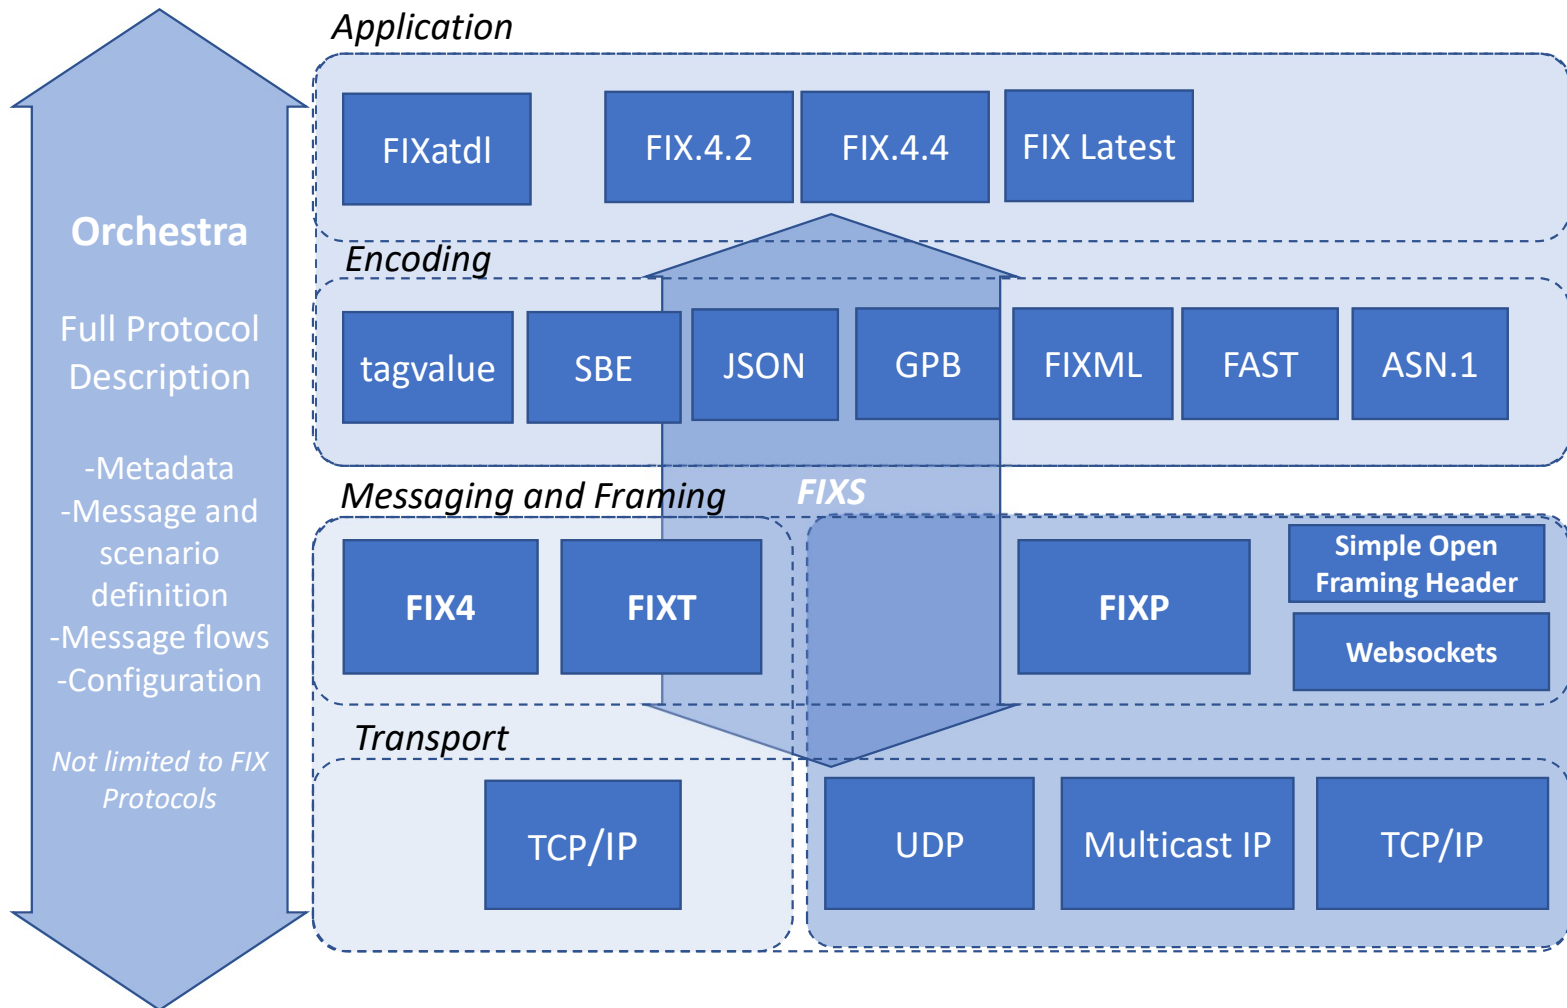 Application
FIXatdl
FIX.4.2
FIX.4.4
FIX Latest
Orchestra
Full Protocol
Description
-Metadata
-Message and
scenario
definition
-Message flows
-Configuration
Not limited to FIX
Protocols
Encoding
tagvalue
SBE
JSON
GPB
FIXML
FAST
ASN.1
Messaging and Framing
FIXS
FIX4
FIXT
FIXP
Simple Open
Framing Header
Websockets
Transport
TCP/IP
UDP
Multicast IP
TCP/IP